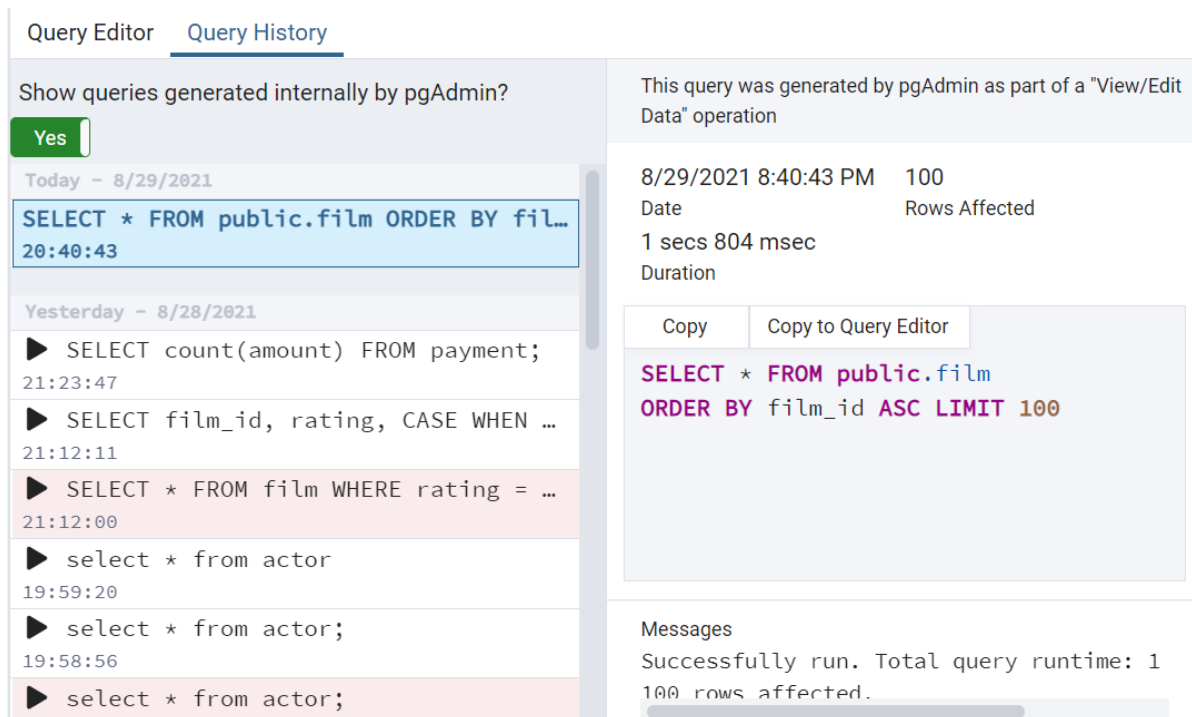 Query Editor Query History
Show queries generated internally by pgAdmin?
Yes
Today - 8/29/2021
SELECT * FROM public.film ORDER BY fil…
20:40:43
Yesterday - 8/28/2021
SELECT count(amount) FROM payment;
21:23:47
SELECT film_id, rating, CASE WHEN …
21:12:11
SELECT * FROM film WHERE rating = …
21:12:00
select * from actor
19:59:20
select * from actor;
19:58:56
select * from actor;
This query was generated by pgAdmin as part of a "View/Edit
Data" operation
8/29/2021 8:40:43 PM 100
Date Rows Affected
1 secs 804 msec
Duration
Copy Copy to Query Editor
SELECT * FROM public.film
ORDER BY film_id ASC LIMIT 100
Messages
Successfully run. Total query runtime: 1
100 rows affected.